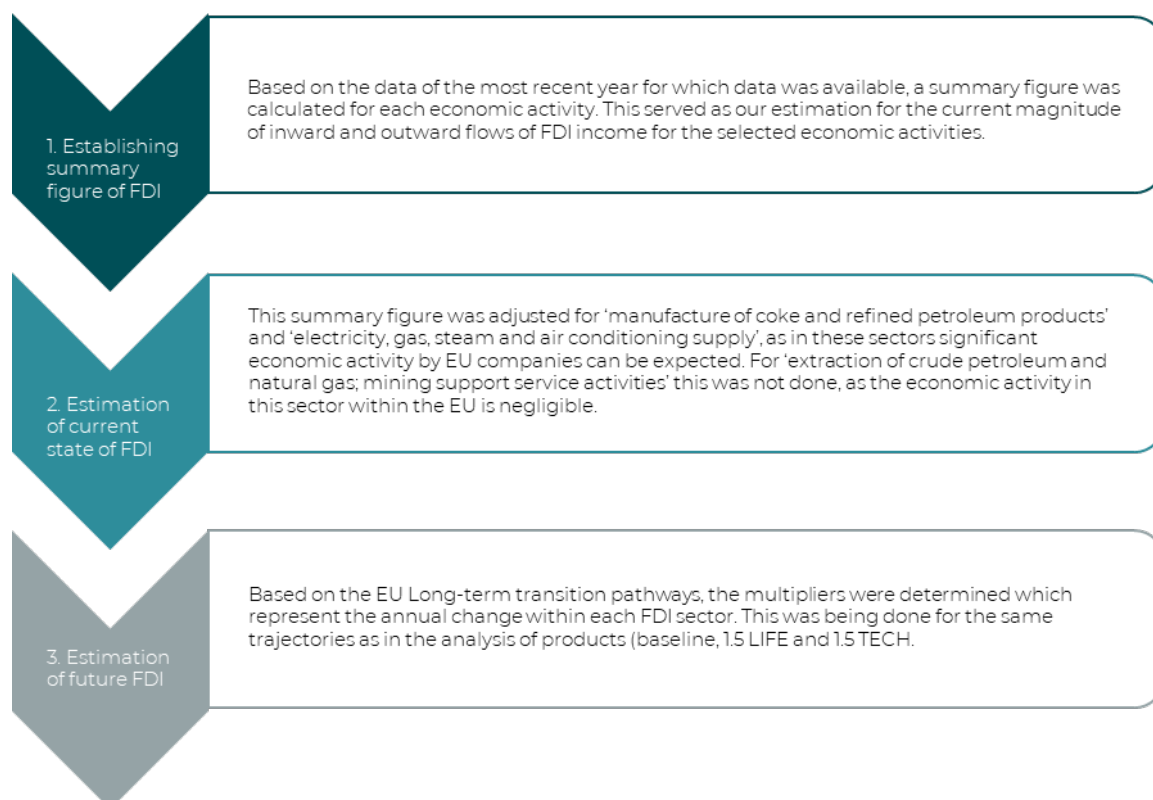 1. Establishing
summary
figure of FDI
Based on the data of the most recent year for which data was available, a summary figure was
calculated for each economic activity. This served as our estimation for the current magnitude
of inward and outward flows of FDI income for the selected economic activities.
2. Estimation
of current
state of FDI
This summary figure was adjusted for ‘manufacture of coke and refined petroleum products’
and ‘electricity, gas, steam and air conditioning supply’, as in these sectors significant
economic activity by EU companies can be expected. For ‘extraction of crude petroleum and
natural gas; mining support service activities’ this was not done, as the economic activity in
this sector within the EU is negligible.
3. Estimation
of future FDI
Based on the EU Long-term transition pathways, the multipliers were determined which
represent the annual change within each FDI sector. This was being done for the same
trajectories as in the analysis of products (baseline, 1.5 LIFE and 1.5 TECH.